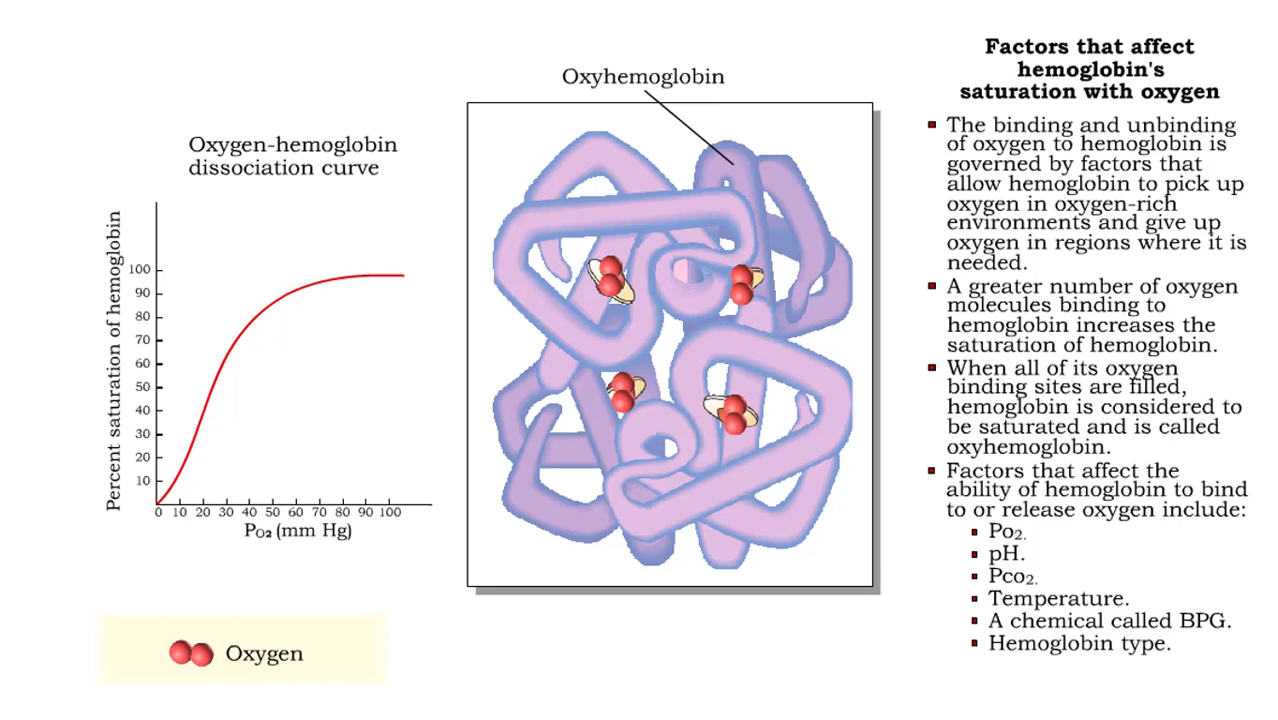 Factors that affect
hemoglobin's
saturation with oxygen
Oxyhemoglobin
Oxygen-hemoglobin
dissociation curve
Percent saturation of hemoglobin
100
90
80
70
60
50
40
30
20
10
0 10 20 30 40 50 60 70 80 90 100
PO2 (mm Hg)
Oxygen
▪ The binding and unbinding
of oxygen to hemoglobin is
governed by factors that
allow hemoglobin to pick up
oxygen in oxygen-rich
environments and give up
oxygen in regions where it is
needed.
▪ A greater number of oxygen
molecules binding to
hemoglobin increases the
saturation of hemoglobin.
▪ When all of its oxygen
binding sites are filled,
hemoglobin is considered to
be saturated and is called
oxyhemoglobin.
▪ Factors that affect the
ability of hemoglobin to bind
to or release oxygen include:
▪ Po2.
▪ pH.
▪ Pco2.
▪ Temperature.
▪ A chemical called BPG.
▪ Hemoglobin type.